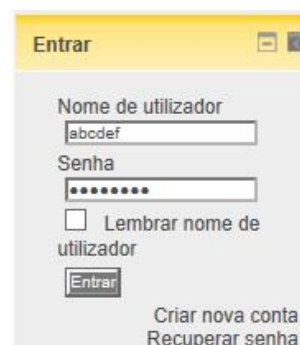 Entrar
Nome de utilizador
abcdef
Senha
••••••••
Lembrar nome de
utilizador
Entrar
Criar nova conta
Recuperar senha